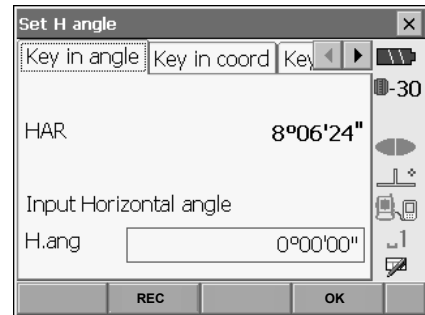 Set H angle
Key in angle Key in coord Key
-30
HAR 8°06'24"
Input Horizontal angle
H.ang 0°00'00"
1
REC OK